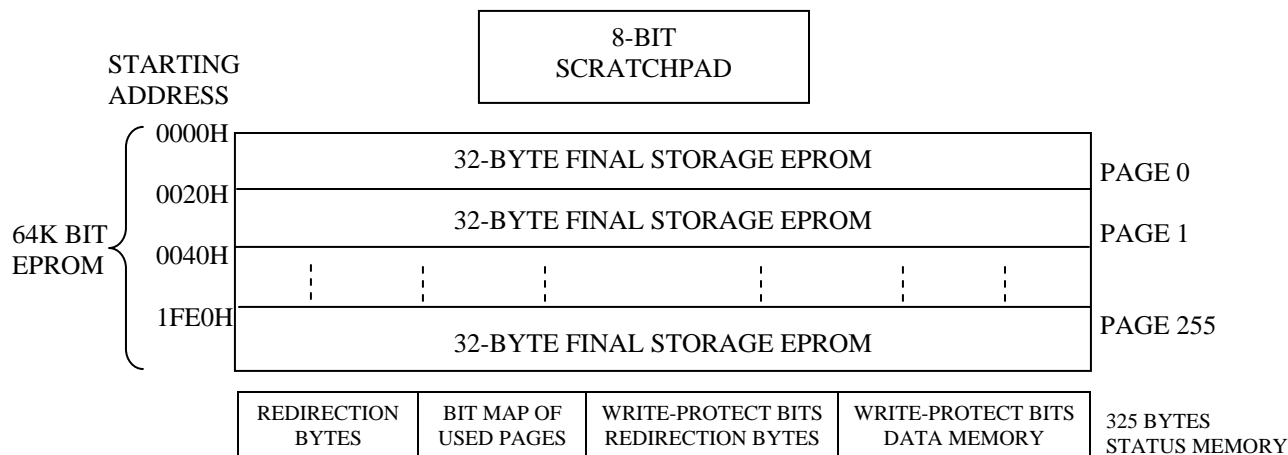 8-BIT
SCRATCHPAD
STARTING
ADDRESS
0000H
32-BYTE FINAL STORAGE EPROM
PAGE 0
0020H
32-BYTE FINAL STORAGE EPROM
PAGE 1
64K BIT
EPROM
0040H
1FE0H
32-BYTE FINAL STORAGE EPROM
PAGE 255
REDIRECTION
BYTES
BIT MAP OF
USED PAGES
WRITE-PROTECT BITS
REDIRECTION BYTES
WRITE-PROTECT BITS
DATA MEMORY
325 BYTES
STATUS MEMORY